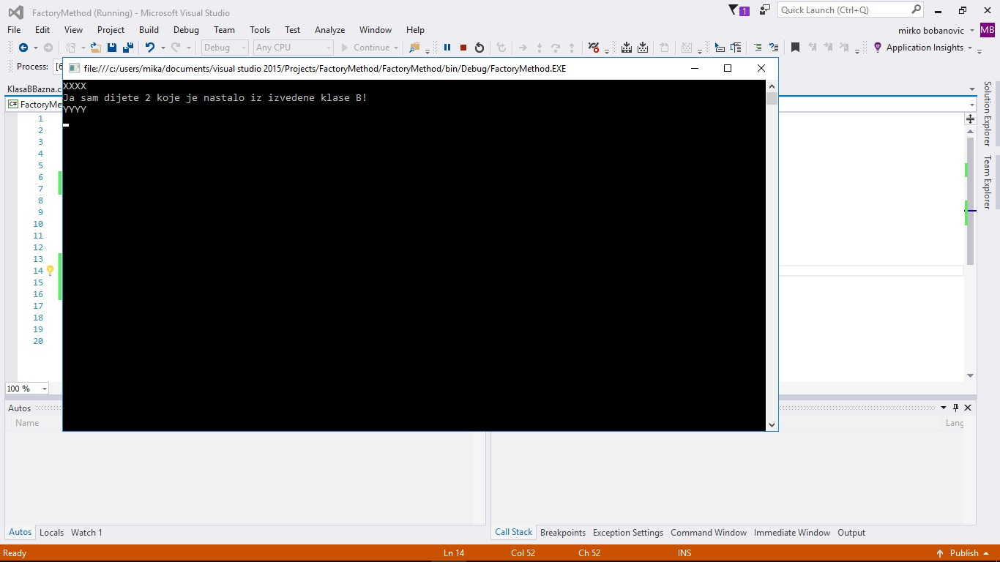 FactoryMethod (Running) - Microsoft Visual Studio
1
Quick Launch (Ctrl+Q)
File Edit View Project Build Debug Team Tools Test Analyze Window Help
mirko bobanovic MB
Debug Any CPU Continue Application Insights
Process: [6
file:///c:/users/mika/documents/visual studio 2015/Projects/FactoryMethod/FactoryMethod/bin/Debug/FactoryMethod.EXE
KlasaBBazna.c
C# FactoryMe
XXXX
Ja sam dijete 2 koje je nastalo iz izvedene klase B!
YYYY
1
2
3
4
5
6
7
8
9
10
11
12
13
14
15
16
17
18
19
20
Solution Explorer
Team Explorer
100 %
Autos
Name
Lang
Autos Locals Watch 1
Call Stack Breakpoints Exception Settings Command Window Immediate Window Output
Ready Ln 14 Col 52 Ch 52 INS Publish